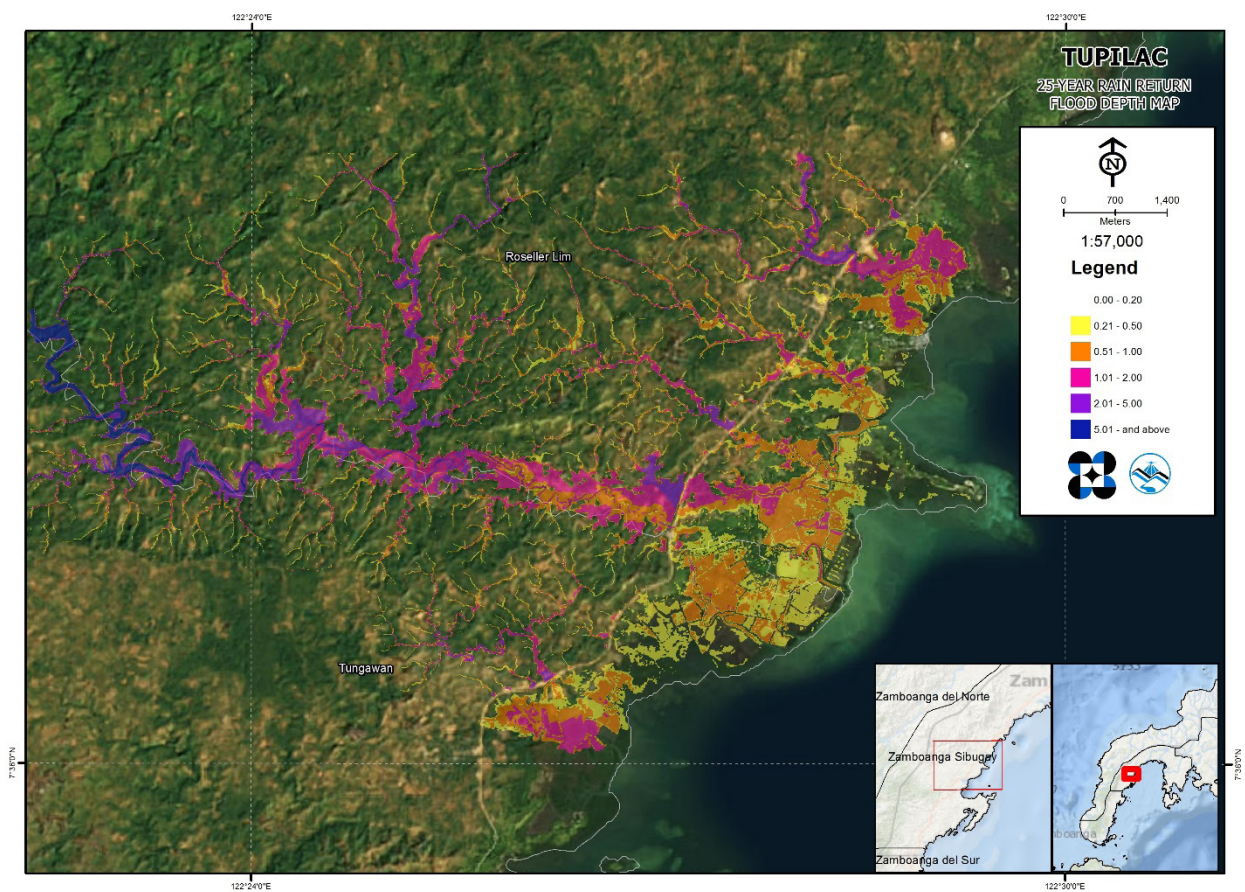 122°24'0"E
122°30'0"E
TUPILAC
25-YEAR RAIN RETURN
FLOOD DEPTH MAP
N
0 700 1,400
Meters
1:57,000
Legend
0.00 - 0.20
0.21 - 0.50
0.51 - 1.00
1.01 - 2.00
2.01 - 5.00
5.01 - and above
Roseller Lim
Tungawan
Zamboanga del Norte
Zam
Zamboanga Sibugay
Zamboanga del Sur
7°36'0"N
7°36'0"N
122°24'0"E
122°30'0"E